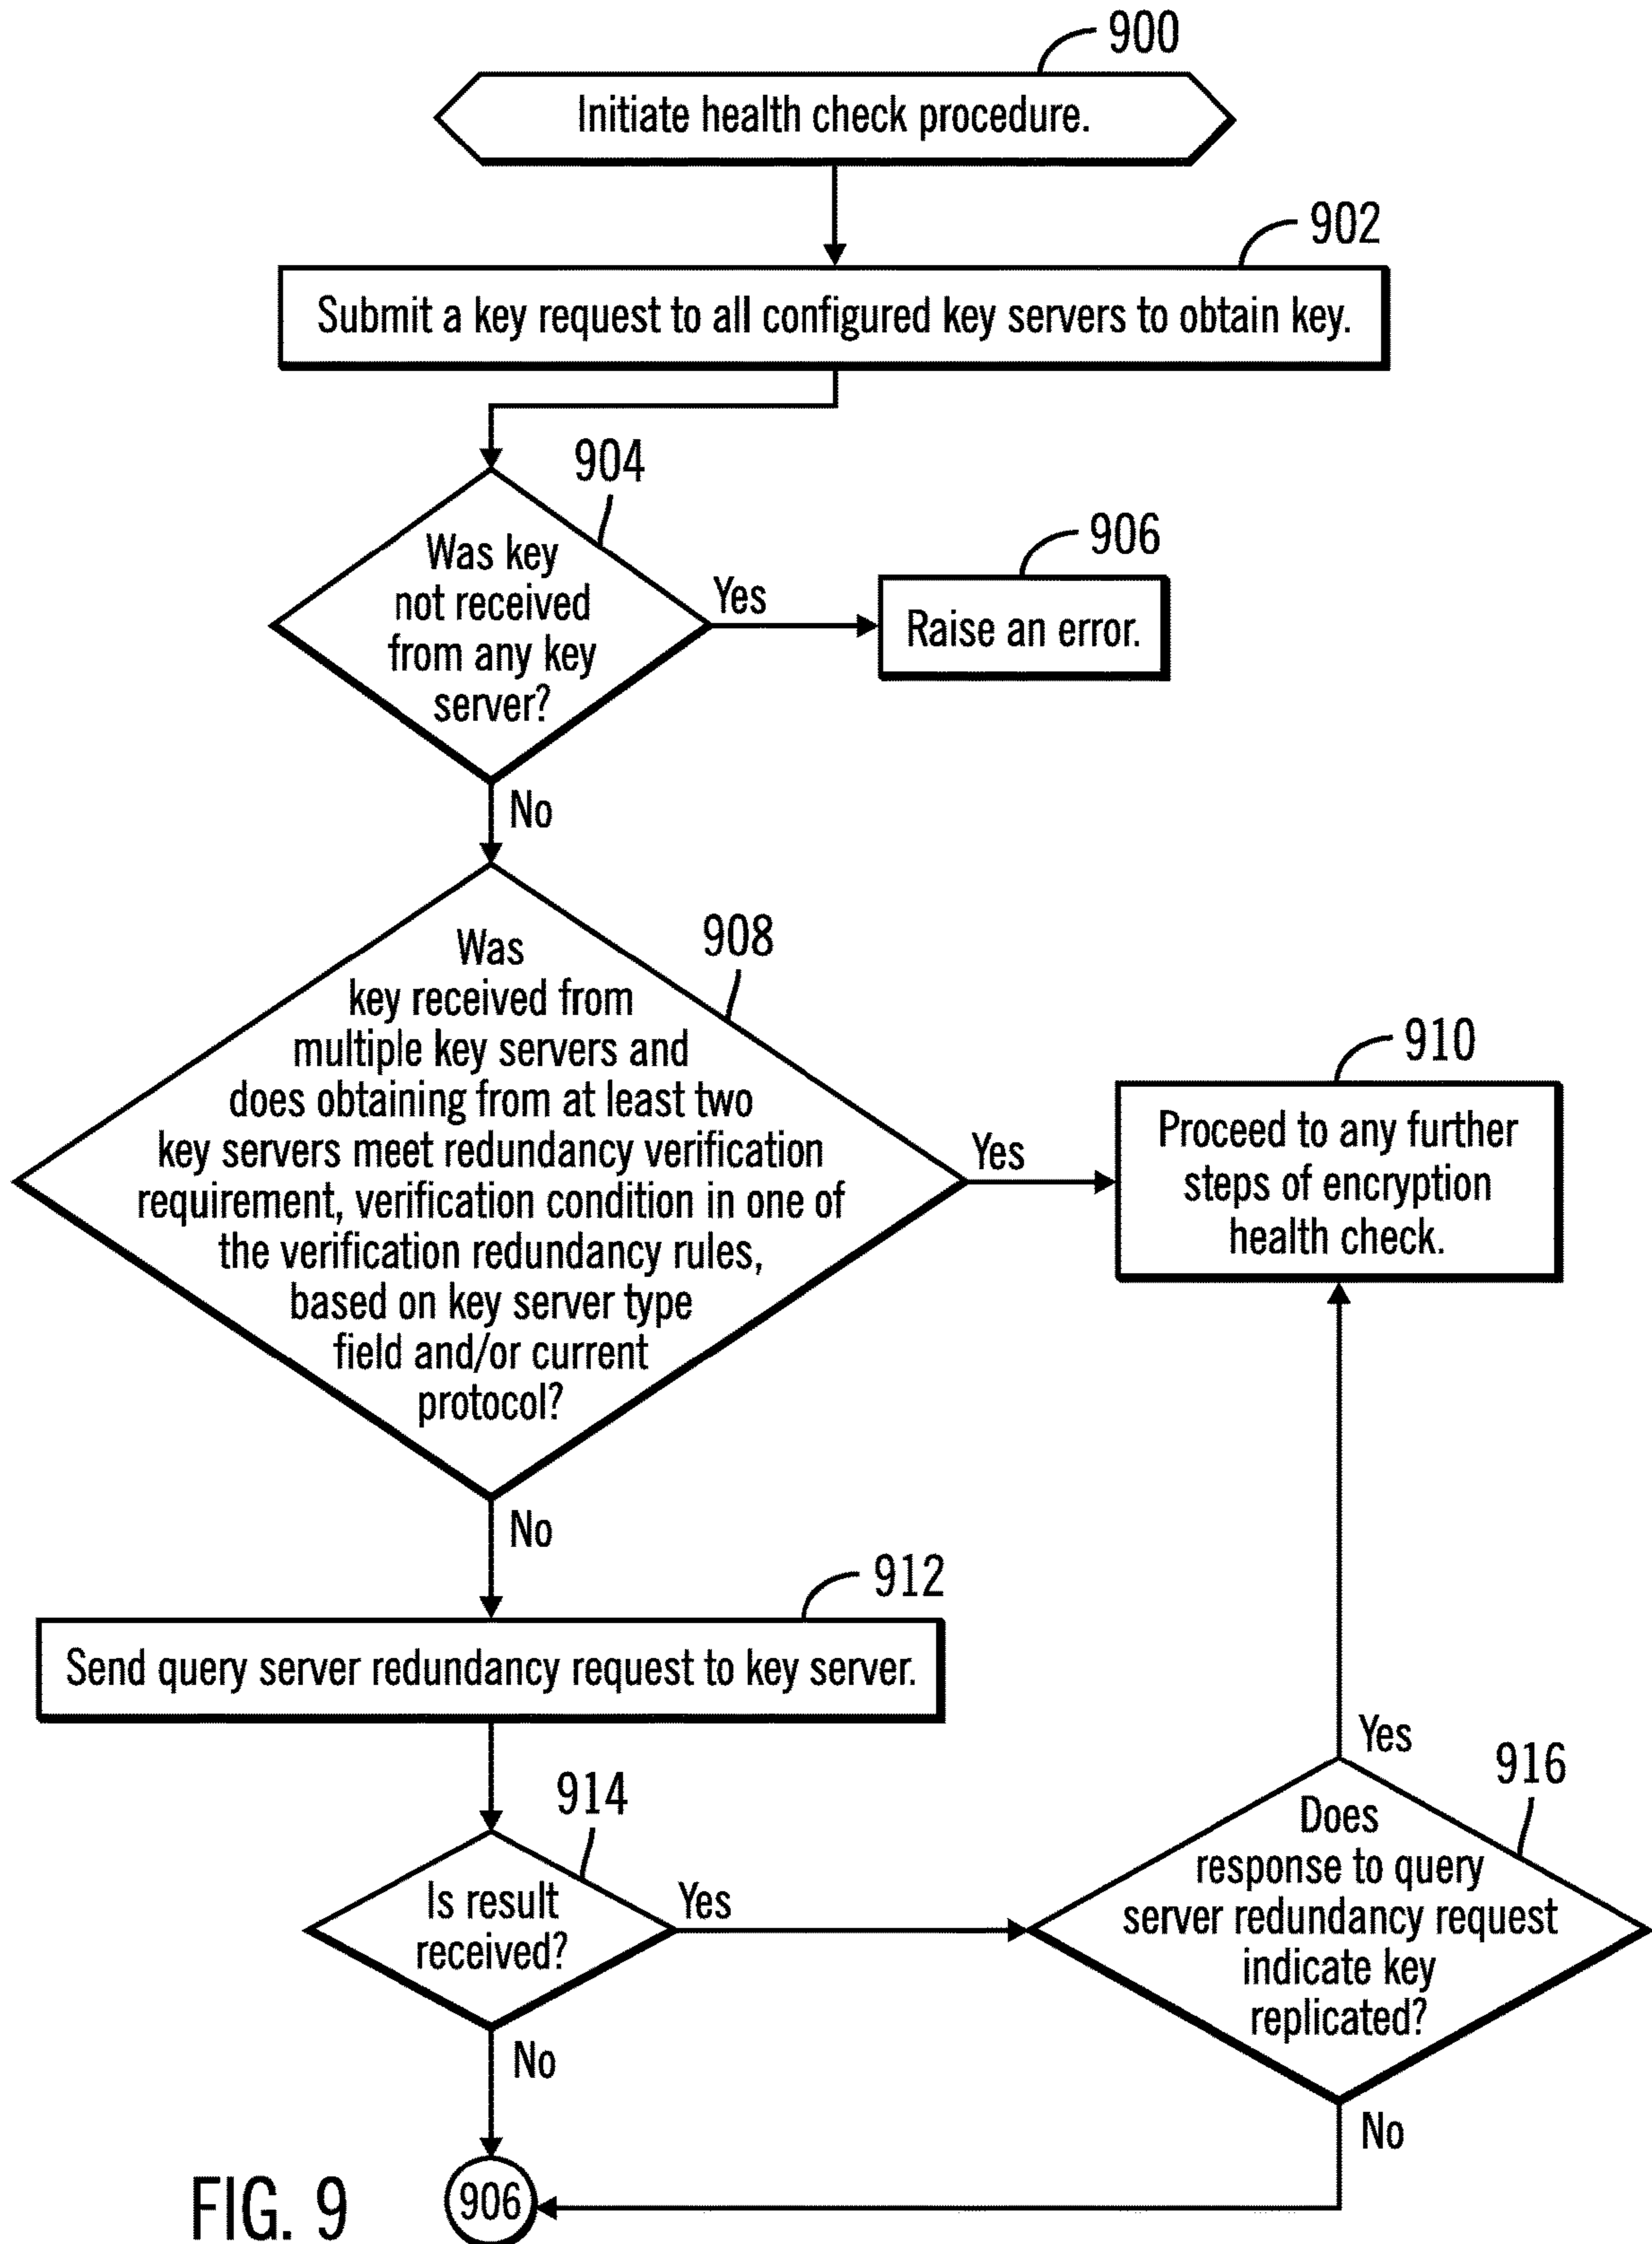 900
Initiate health check procedure.
902
Submit a key request to all configured key servers to obtain key.
904
Was key
not received
from any key
server?
Yes
906
Raise an error.
No
908
Was
key received from
multiple key servers and
does obtaining from at least two
key servers meet redundancy verification
requirement, verification condition in one of
the verification redundancy rules,
based on key server type
field and/or current
protocol?
Yes
910
Proceed to any further
steps of encryption
health check.
No
912
Send query server redundancy request to key server.
914
Is result
received?
Yes
916
Does
response to query
server redundancy request
indicate key
replicated?
Yes
No
No
906
FIG. 9